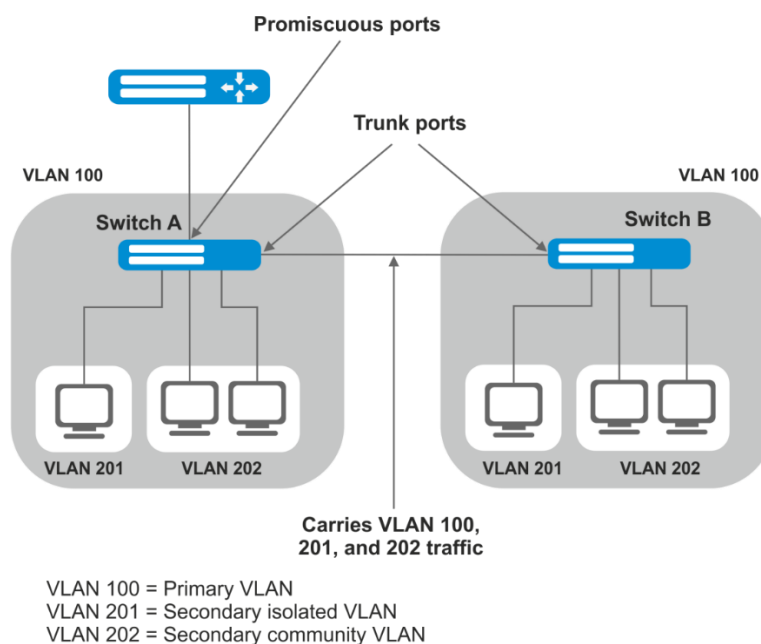 Promiscuous ports
Trunk ports
VLAN 100
VLAN 100
Switch A
Switch B
VLAN 201
VLAN 202
VLAN 201
VLAN 202
Carries VLAN 100,
201, and 202 traffic
VLAN 100 = Primary VLAN
VLAN 201 = Secondary isolated VLAN
VLAN 202 = Secondary community VLAN